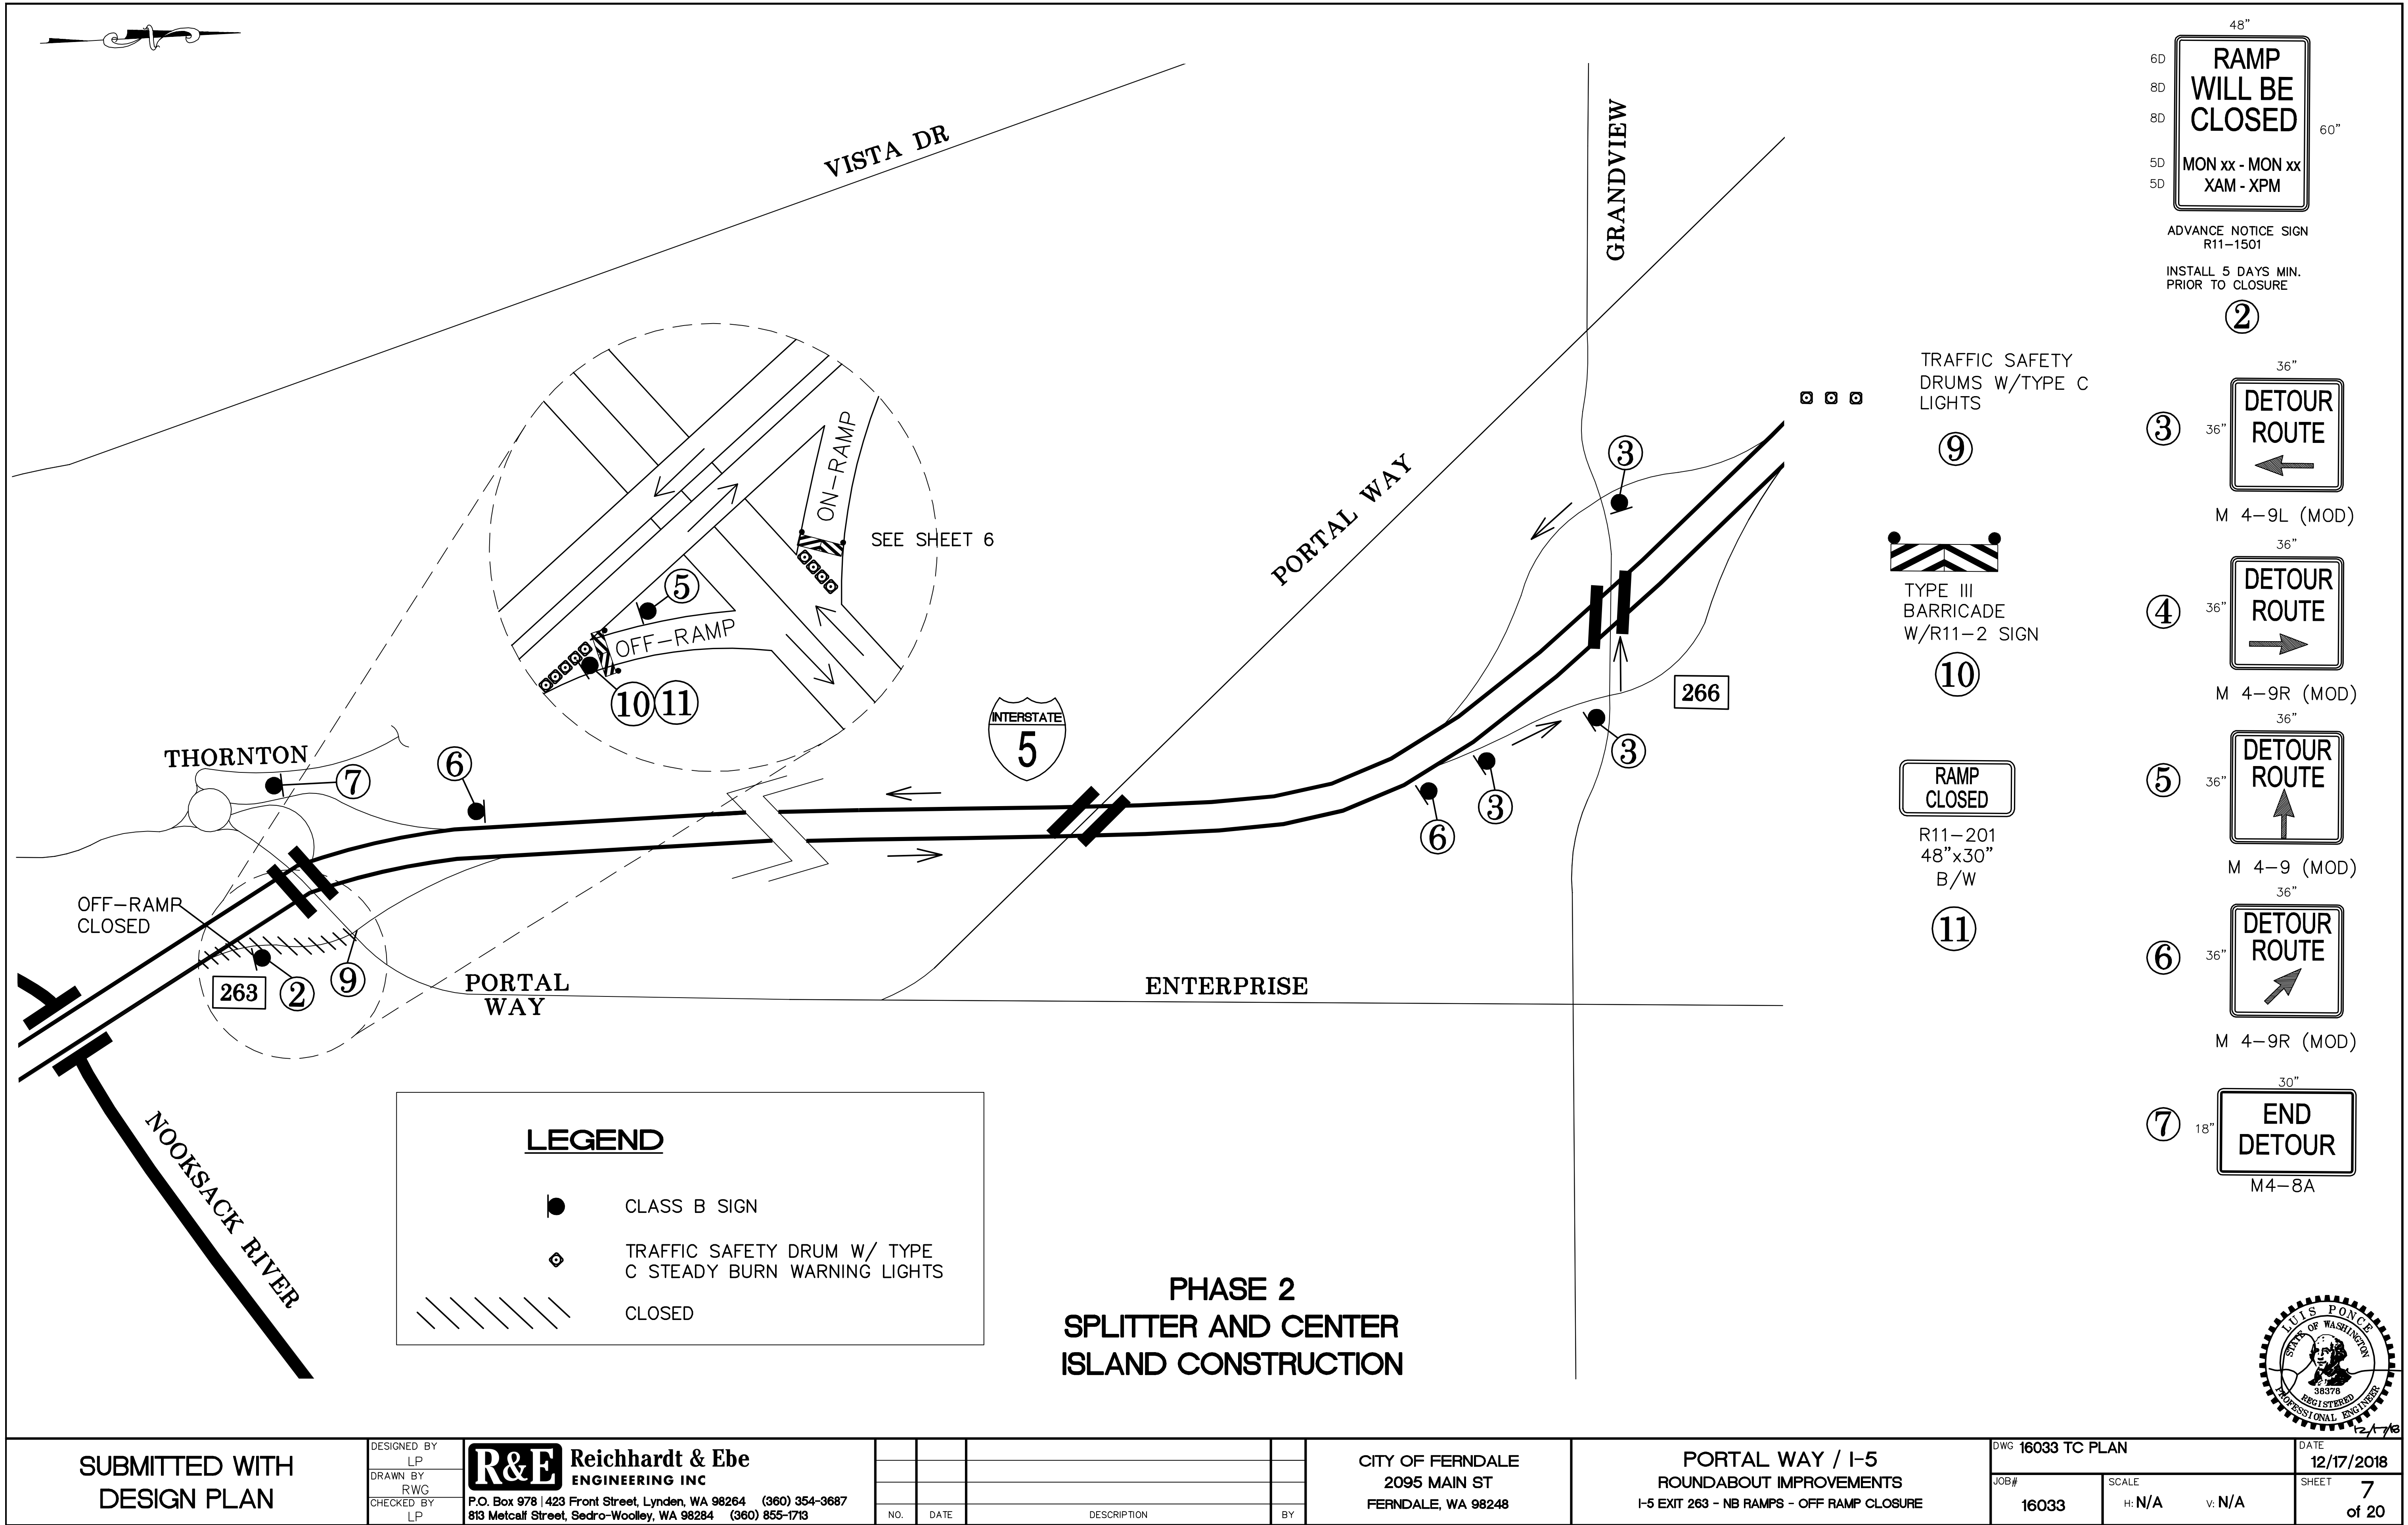 N
VISTA DR
GRANDVIEW
PORTAL WAY
ON-RAMP
SEE SHEET 6
5
OFF-RAMP
10
11
3
3
3
266
6
INTERSTATE
5
THORNTON
7
6
OFF-RAMP
CLOSED
263
2
9
PORTAL
WAY
ENTERPRISE
NOOKSACK RIVER
LEGEND
CLASS B SIGN
TRAFFIC SAFETY DRUM W/ TYPE
C STEADY BURN WARNING LIGHTS
CLOSED
PHASE 2
SPLITTER AND CENTER
ISLAND CONSTRUCTION
TRAFFIC SAFETY
DRUMS W/TYPE C
LIGHTS
9
TYPE III
BARRICADE
W/R11-2 SIGN
10
RAMP
CLOSED
R11-201
48"x30"
B/W
11
48"
6D
RAMP
8D
WILL BE
8D
CLOSED
60"
5D
MON xx - MON xx
5D
XAM - XPM
ADVANCE NOTICE SIGN
R11-1501
INSTALL 5 DAYS MIN.
PRIOR TO CLOSURE
2
36"
3
36"
DETOUR
ROUTE
M 4-9L (MOD)
36"
4
36"
DETOUR
ROUTE
M 4-9R (MOD)
36"
5
36"
DETOUR
ROUTE
M 4-9 (MOD)
36"
6
36"
DETOUR
ROUTE
M 4-9R (MOD)
30"
7
18"
END
DETOUR
M4-8A
LUIS PONCE
STATE OF WASHINGTON
38378
REGISTERED
PROFESSIONAL ENGINEER
12/17/18
SUBMITTED WITH
DESIGN PLAN
DESIGNED BY
LP
DRAWN BY
RWG
CHECKED BY
LP
R&E
Reichhardt & Ebe
ENGINEERING INC
P.O. Box 978 | 423 Front Street, Lynden, WA 98264 (360) 354-3687
813 Metcalf Street, Sedro-Woolley, WA 98284 (360) 855-1713
NO. DATE DESCRIPTION BY
CITY OF FERNDALE
2095 MAIN ST
FERNDALE, WA 98248
PORTAL WAY / I-5
ROUNDABOUT IMPROVEMENTS
I-5 EXIT 263 - NB RAMPS - OFF RAMP CLOSURE
DWG 16033 TC PLAN
DATE
12/17/2018
JOB#
16033
SCALE
H: N/A V: N/A
SHEET
7
of 20